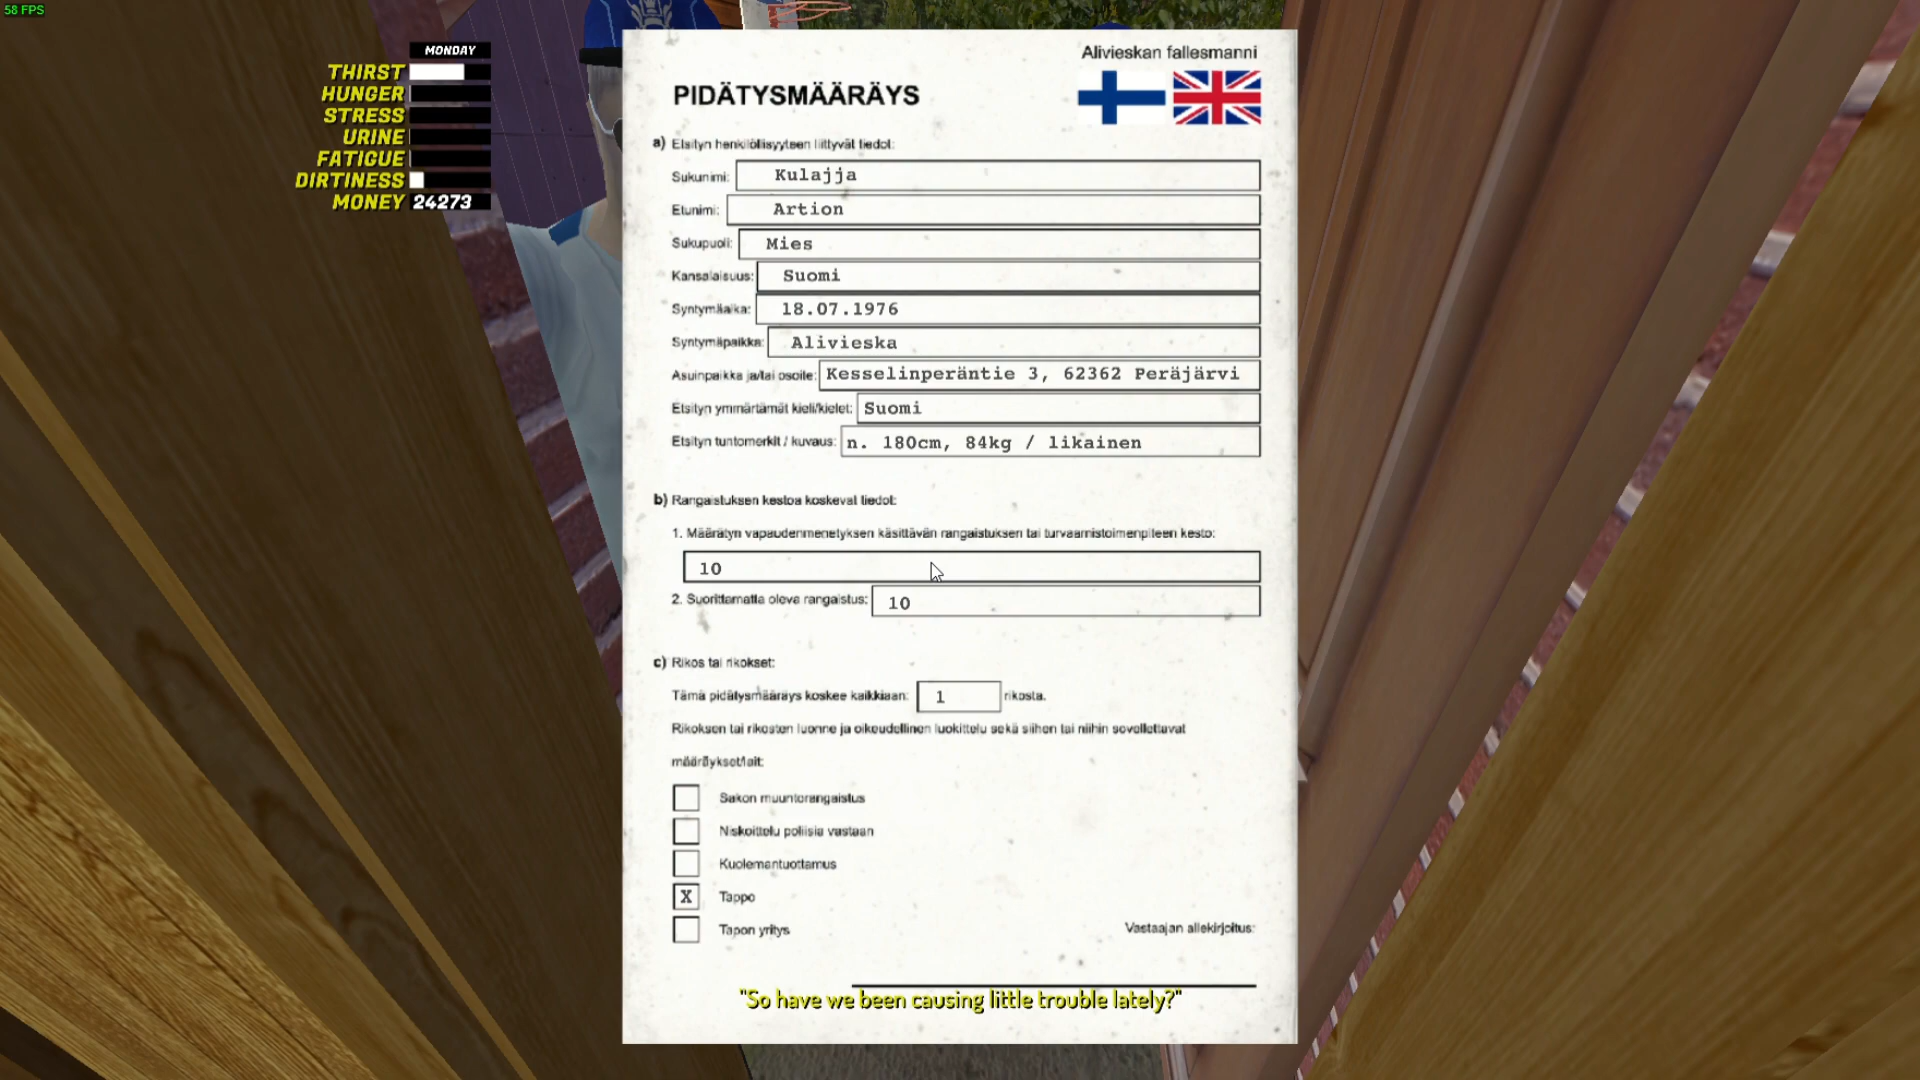 58 FPS
MONDAY
THIRST
HUNGER
STRESS
URINE
FATIGUE
DIRTINESS
MONEY 24273
Alivieskan fallesmanni
PIDÄTYSMÄÄRÄYS
a) Etsityn henkilöllisyyteen liittyvät tiedot:
Sukunimi: Kulajja
Etunimi: Artion
Sukupuoli: Mies
Kansalaisuus: Suomi
Syntymäaika: 18.07.1976
Syntymäpaikka: Alivieska
Asuinpaikka ja/tai osoite: Kesselinperäntie 3, 62362 Peräjärvi
Etsityn ymmärtämät kieli/kielet: Suomi
Etsityn tuntomerkit / kuvaus: n. 180cm, 84kg / likainen
b) Rangaistuksen kestoa koskevat tiedot:
1. Määrätyn vapaudenmenetyksen käsittävän rangaistuksen tai turvaamistoimenpiteen kesto:
10
2. Suorittamatta oleva rangaistus: 10
c) Rikos tai rikokset:
Tämä pidätysmääräys koskee kaikkiaan: 1 rikosta.
Rikoksen tai rikosten luonne ja oikeudellinen luokittelu sekä siihen tai niihin sovellettavat
määräykset/lait:
Sakon muuntorangaistus
Niskoittelu poliisia vastaan
Kuolemantuottamus
X Tappo
Tapon yritys
Vastaajan allekirjoitus:
"So have we been causing little trouble lately?"